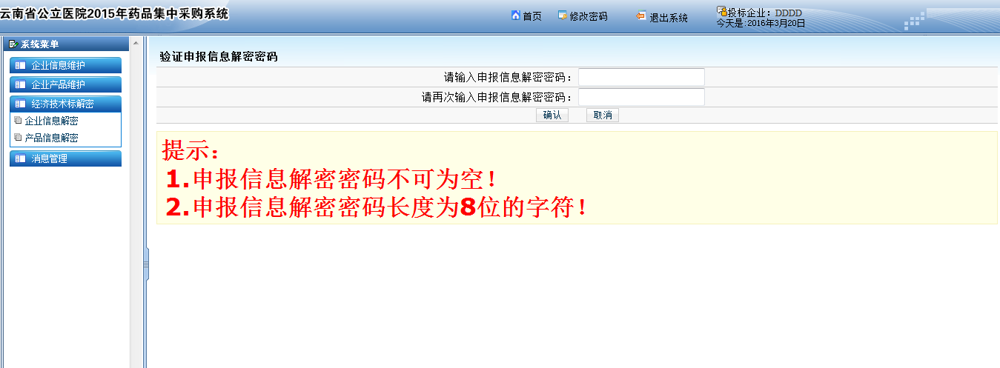 云南省公立医院2015年药品集中采购系统
首页 修改密码 退出系统 投标企业：DDDD
今天是:2016年3月20日
系统菜单
企业信息维护
企业产品维护
经济技术标解密
企业信息解密
产品信息解密
消息管理
验证申报信息解密密码
请输入申报信息解密密码：
请再次输入申报信息解密密码：
确认 取消
提示：
1.申报信息解密密码不可为空！
2.申报信息解密密码长度为8位的字符！